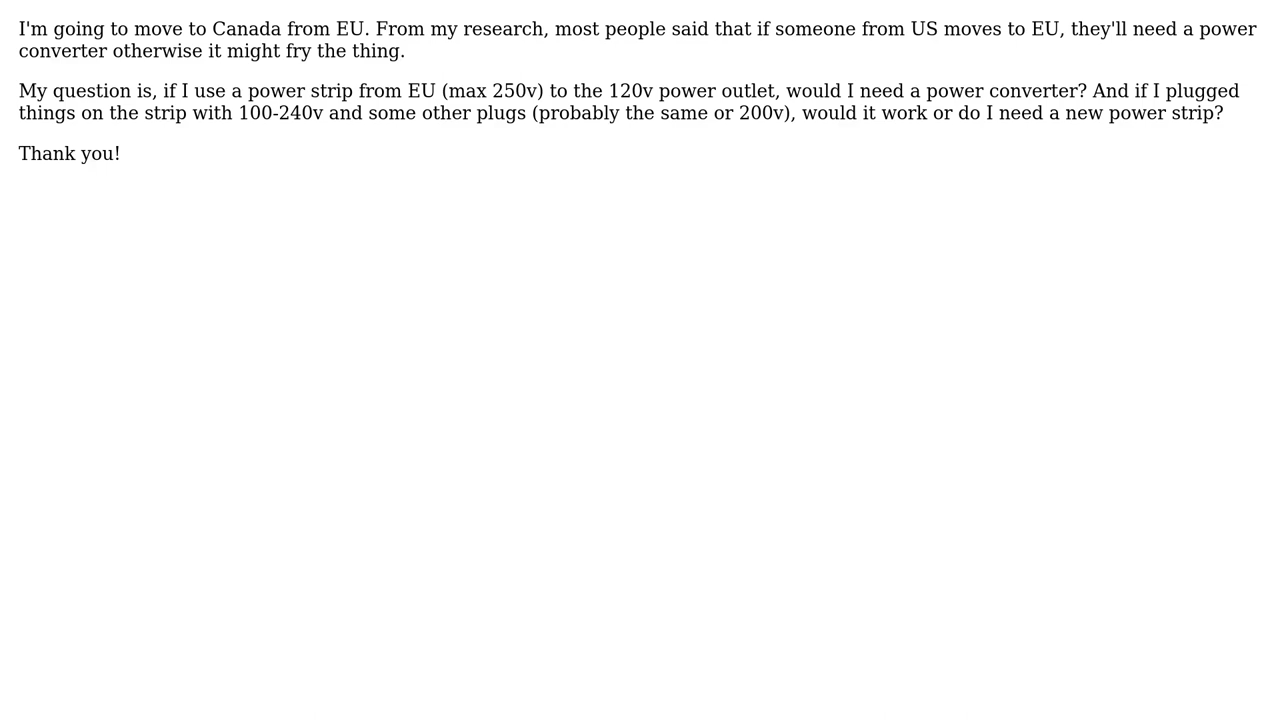 I'm going to move to Canada from EU. From my research, most people said that if someone from US moves to EU, they'll need a power
converter otherwise it might fry the thing.
My question is, if I use a power strip from EU (max 250v) to the 120v power outlet, would I need a power converter? And if I plugged
things on the strip with 100-240v and some other plugs (probably the same or 200v), would it work or do I need a new power strip?
Thank you!